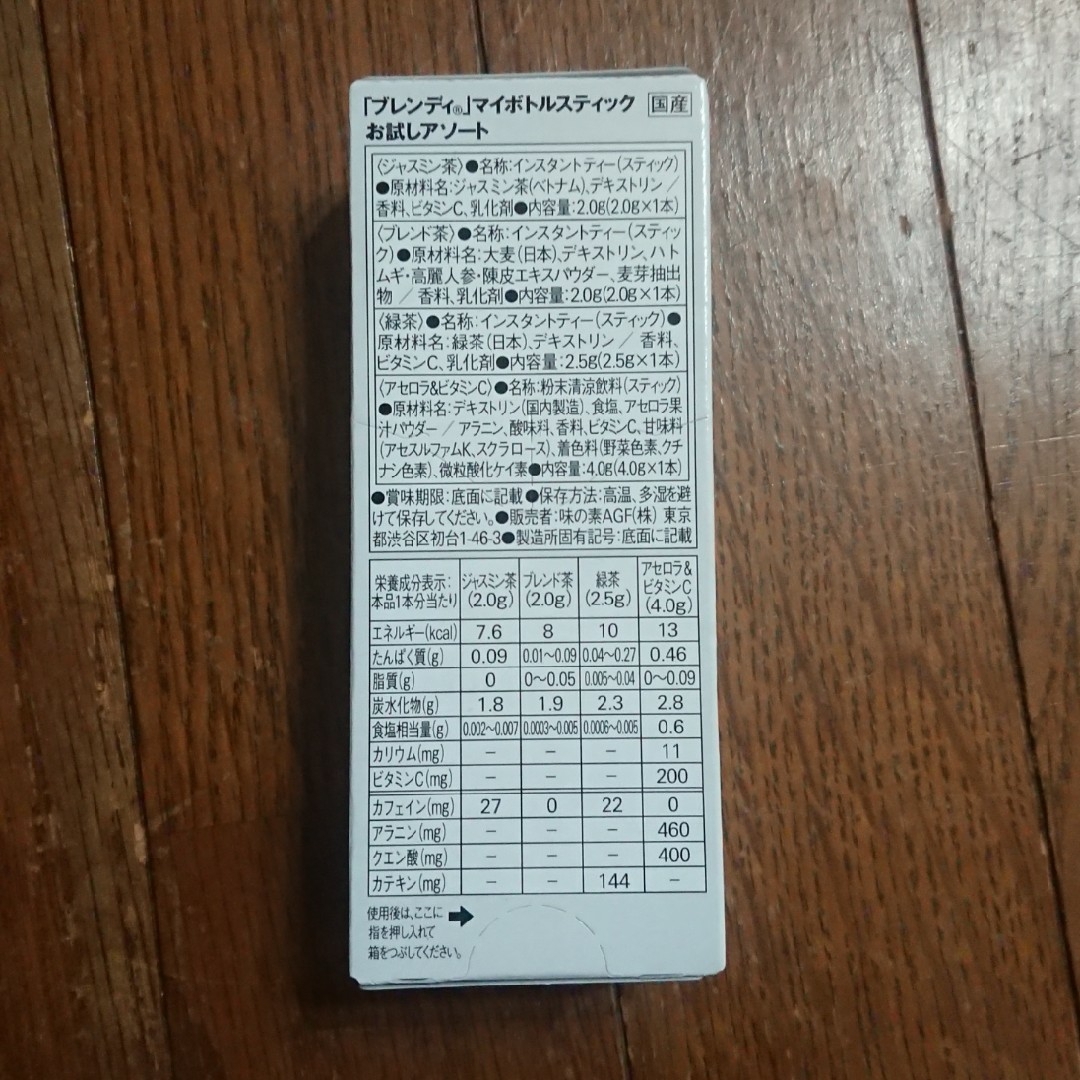 「ブレンディ®」マイボトルスティック 国産
お試しアソート
〈ジャスミン茶〉●名称:インスタントティー(スティック)
●原材料名:ジャスミン茶(ベトナム)、デキストリン／
香料、ビタミンC、乳化剤●内容量:2.0g(2.0g×1本)
〈ブレンド茶〉●名称:インスタントティー(スティッ
ク)●原材料名:大麦(日本)、デキストリン、ハト
ムギ・高麗人参・陳皮エキスパウダー、麦芽抽出
物／香料、乳化剤●内容量:2.0g(2.0g×1本)
〈緑茶〉●名称:インスタントティー(スティック)●
原材料名:緑茶(日本)、デキストリン／香料、
ビタミンC、乳化剤●内容量:2.5g(2.5g×1本)
〈アセロラ&ビタミンC〉●名称:粉末清涼飲料(スティック)
●原材料名:デキストリン(国内製造)、食塩、アセロラ果
汁パウダー／アラニン、酸味料、香料、ビタミンC、甘味料
(アセスルファムK、スクラロース)、着色料(野菜色素、クチ
ナシ色素)、微粒酸化ケイ素●内容量:4.0g(4.0g×1本)
●賞味期限:底面に記載●保存方法:高温、多湿を避
けて保存してください。●販売者:味の素AGF(株) 東京
都渋谷区初台1-46-3●製造所固有記号:底面に記載
栄養成分表示:本品1本分当たり ジャスミン茶(2.0g) ブレンド茶(2.0g) 緑茶(2.5g) アセロラ&ビタミンC(4.0g)
エネルギー(kcal) 7.6 8 10 13
たんぱく質(g) 0.09 0.01〜0.09 0.04〜0.27 0.46
脂質(g) 0 0〜0.05 0.005〜0.04 0〜0.09
炭水化物(g) 1.8 1.9 2.3 2.8
食塩相当量(g) 0.002〜0.007 0.0003〜0.005 0.0006〜0.005 0.6
カリウム(mg) − − − 11
ビタミンC(mg) − − − 200
カフェイン(mg) 27 0 22 0
アラニン(mg) − − − 460
クエン酸(mg) − − − 400
カテキン(mg) − − 144 −
使用後は、ここに
指を押し入れて
箱をつぶしてください。